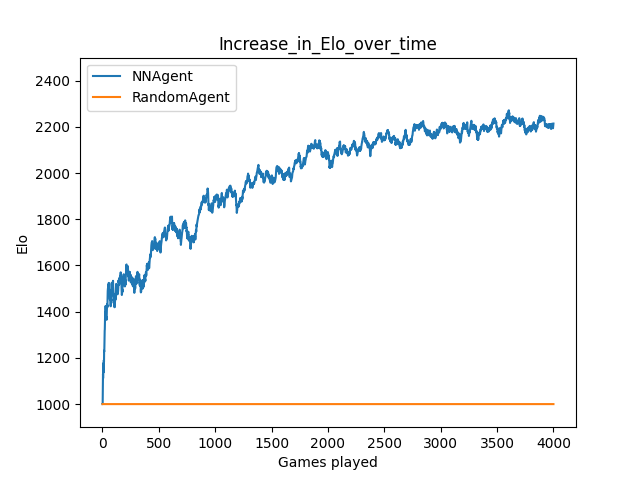 Increase_in_Elo_over_time
NNAgent
RandomAgent
2400
2200
2000
1800
1600
1400
1200
1000
Elo
0 500 1000 1500 2000 2500 3000 3500 4000
Games played